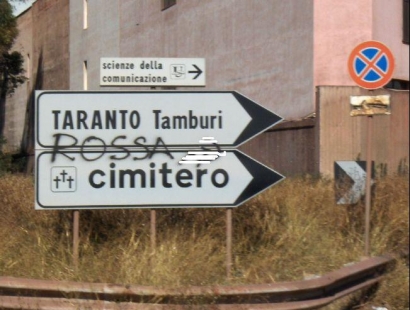 scienze della
comunicazione
TARANTO Tamburi
ROSSA
cimitero